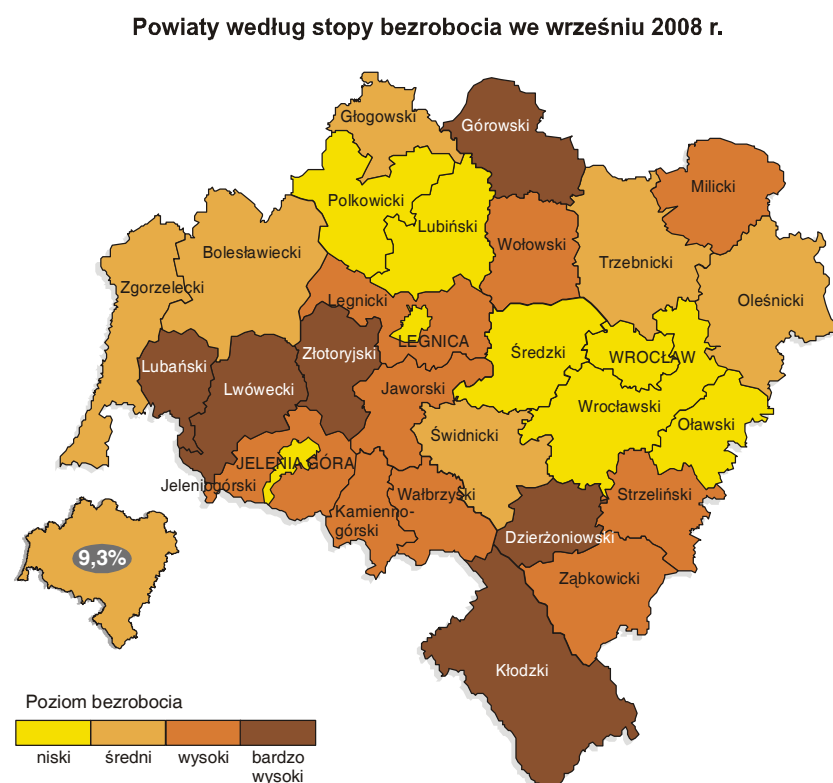 Powiaty według stopy bezrobocia we wrześniu 2008 r.
Głogowski
Górowski
Milicki
Polkowicki
Lubiński
Wołowski
Trzebnicki
Bolesławiecki
Zgorzelecki
Oleśnicki
Legnicki
LEGNICA
Złotoryjski
Średzki
WROCŁAW
Lubański
Lwówecki
Jaworski
Wrocławski
Oławski
Świdnicki
JELENIA GÓRA
Jeleniogórski
Wałbrzyski
Strzeliński
Kamienno-
górski
Dzierżoniowski
9,3%
Ząbkowicki
Kłodzki
Poziom bezrobocia
niski
średni
wysoki
bardzo
wysoki